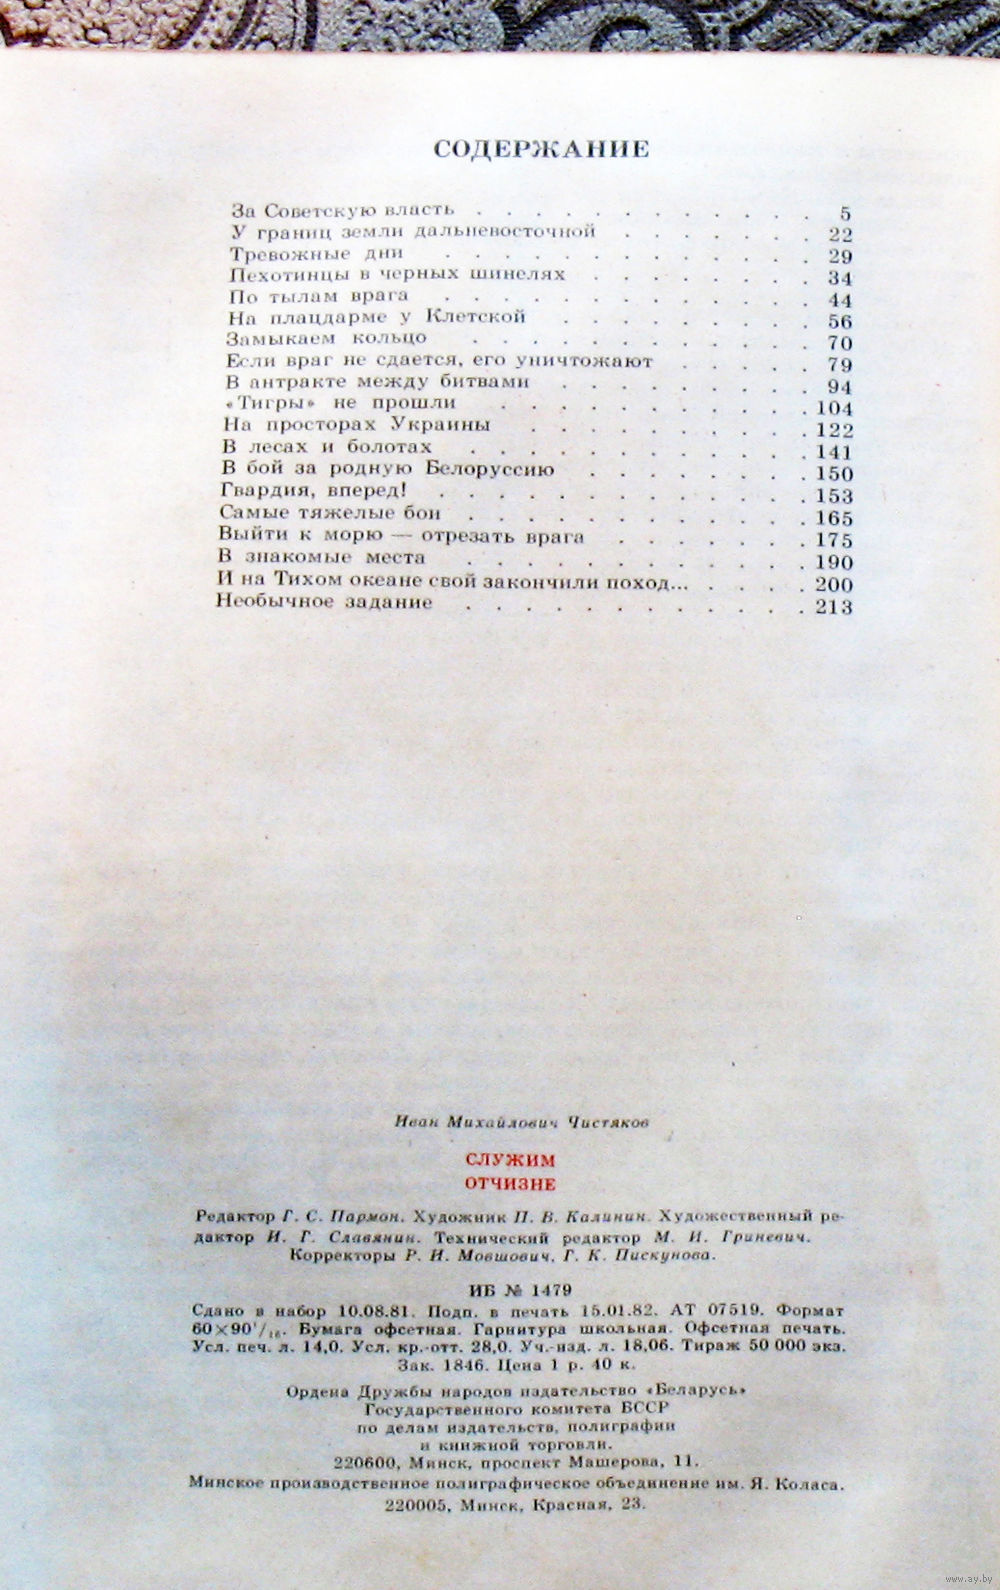 СОДЕРЖАНИЕ
За Советскую власть . . . . . . . . . . . . 5
У границ земли дальневосточной . . . . . . . 22
Тревожные дни . . . . . . . . . . . . . 29
Пехотинцы в черных шинелях . . . . . . . . 34
По тылам врага . . . . . . . . . . . . . 44
На плацдарме у Клетской . . . . . . . . . 56
Замыкаем кольцо . . . . . . . . . . . . 70
Если враг не сдается, его уничтожают . . . . . 79
В антракте между битвами . . . . . . . . . 94
«Тигры» не прошли . . . . . . . . . . . 104
На просторах Украины . . . . . . . . . . 122
В лесах и болотах . . . . . . . . . . . . 141
В бой за родную Белоруссию . . . . . . . . 150
Гвардия, вперед! . . . . . . . . . . . . . 153
Самые тяжелые бои . . . . . . . . . . . . 165
Выйти к морю — отрезать врага . . . . . . . 175
В знакомые места . . . . . . . . . . . . 190
И на Тихом океане свой закончили поход... . . . . 200
Необычное задание . . . . . . . . . . . . 213
Иван Михайлович Чистяков
СЛУЖИМ
ОТЧИЗНЕ
Редактор Г. С. Пармон. Художник П. В. Калинин. Художественный ре-
дактор И. Г. Славянин. Технический редактор М. И. Гриневич.
Корректоры Р. И. Мовшович, Г. К. Пискунова.
ИБ № 1479
Сдано в набор 10.08.81. Подп. в печать 15.01.82. АТ 07519. Формат
60×90¹/₁₆. Бумага офсетная. Гарнитура школьная. Офсетная печать.
Усл. печ. л. 14,0. Усл. кр.-отт. 28,0. Уч.-изд. л. 18,06. Тираж 50 000 экз.
Зак. 1846. Цена 1 р. 40 к.
Ордена Дружбы народов издательство «Беларусь»
Государственного комитета БССР
по делам издательств, полиграфии
и книжной торговли.
220600, Минск, проспект Машерова, 11.
Минское производственное полиграфическое объединение им. Я. Коласа.
220005, Минск, Красная, 23.
www.ay.by